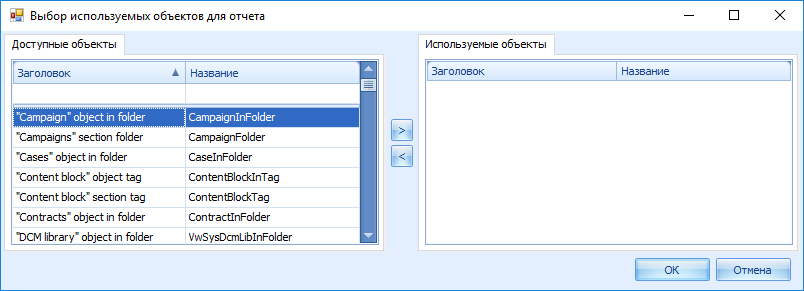 Выбор используемых объектов для отчета
Доступные объекты
Заголовок Название
"Campaign" object in folder CampaignInFolder
"Campaigns" section folder CampaignFolder
"Cases" object in folder CaseInFolder
"Content block" object tag ContentBlockInTag
"Content block" section tag ContentBlockTag
"Contracts" object in folder ContractInFolder
"DCM library" object in folder VwSysDcmLibInFolder
>
<
Используемые объекты
Заголовок Название
OK Отмена